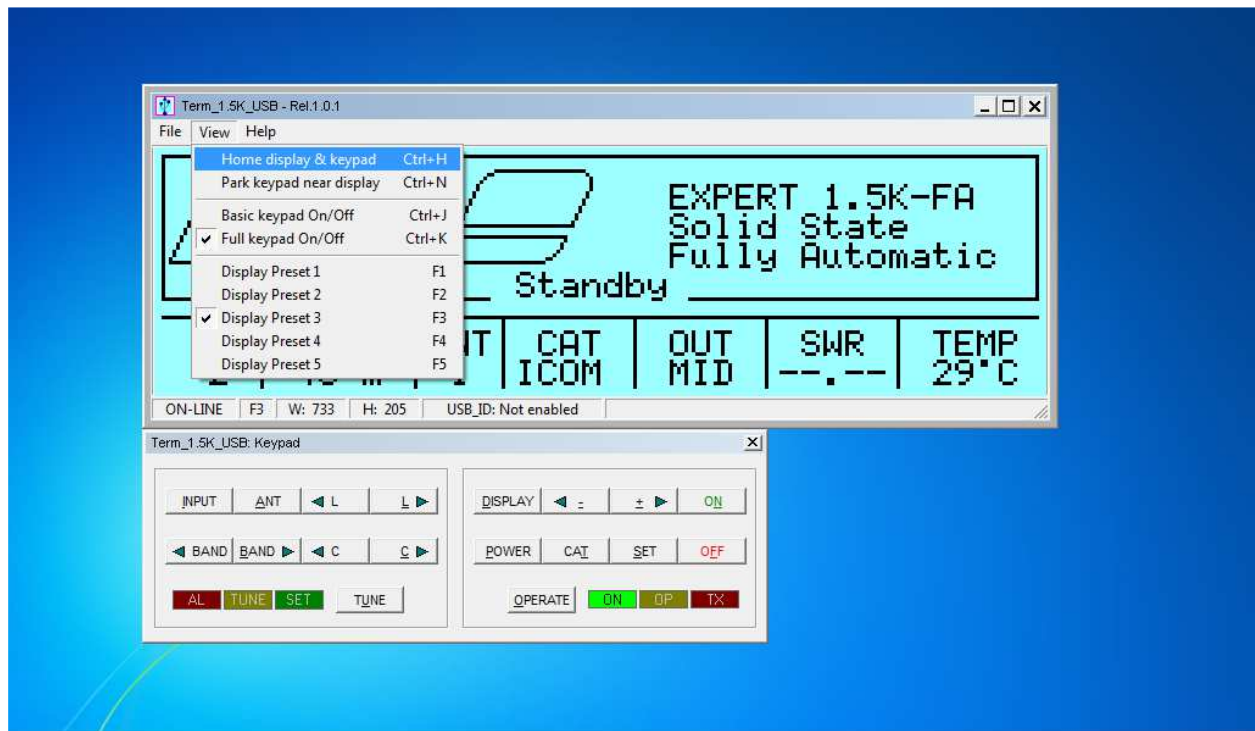 Term_1.5K_USB - Rel.1.0.1
File View Help
Home display & keypad Ctrl+H
Park keypad near display Ctrl+N
Basic keypad On/Off Ctrl+J
Full keypad On/Off Ctrl+K
Display Preset 1 F1
Display Preset 2 F2
Display Preset 3 F3
Display Preset 4 F4
Display Preset 5 F5
EXPERT 1.5K-FA
Solid State
Fully Automatic
Standby
CAT OUT SWR TEMP
ICOM MID --.-- 29°C
ON-LINE F3 W: 733 H: 205 USB_ID: Not enabled
Term_1.5K_USB: Keypad
INPUT ANT L L DISPLAY - + ON
BAND BAND C C POWER CAT SET OFF
AL TUNE SET TUNE OPERATE ON OP TX